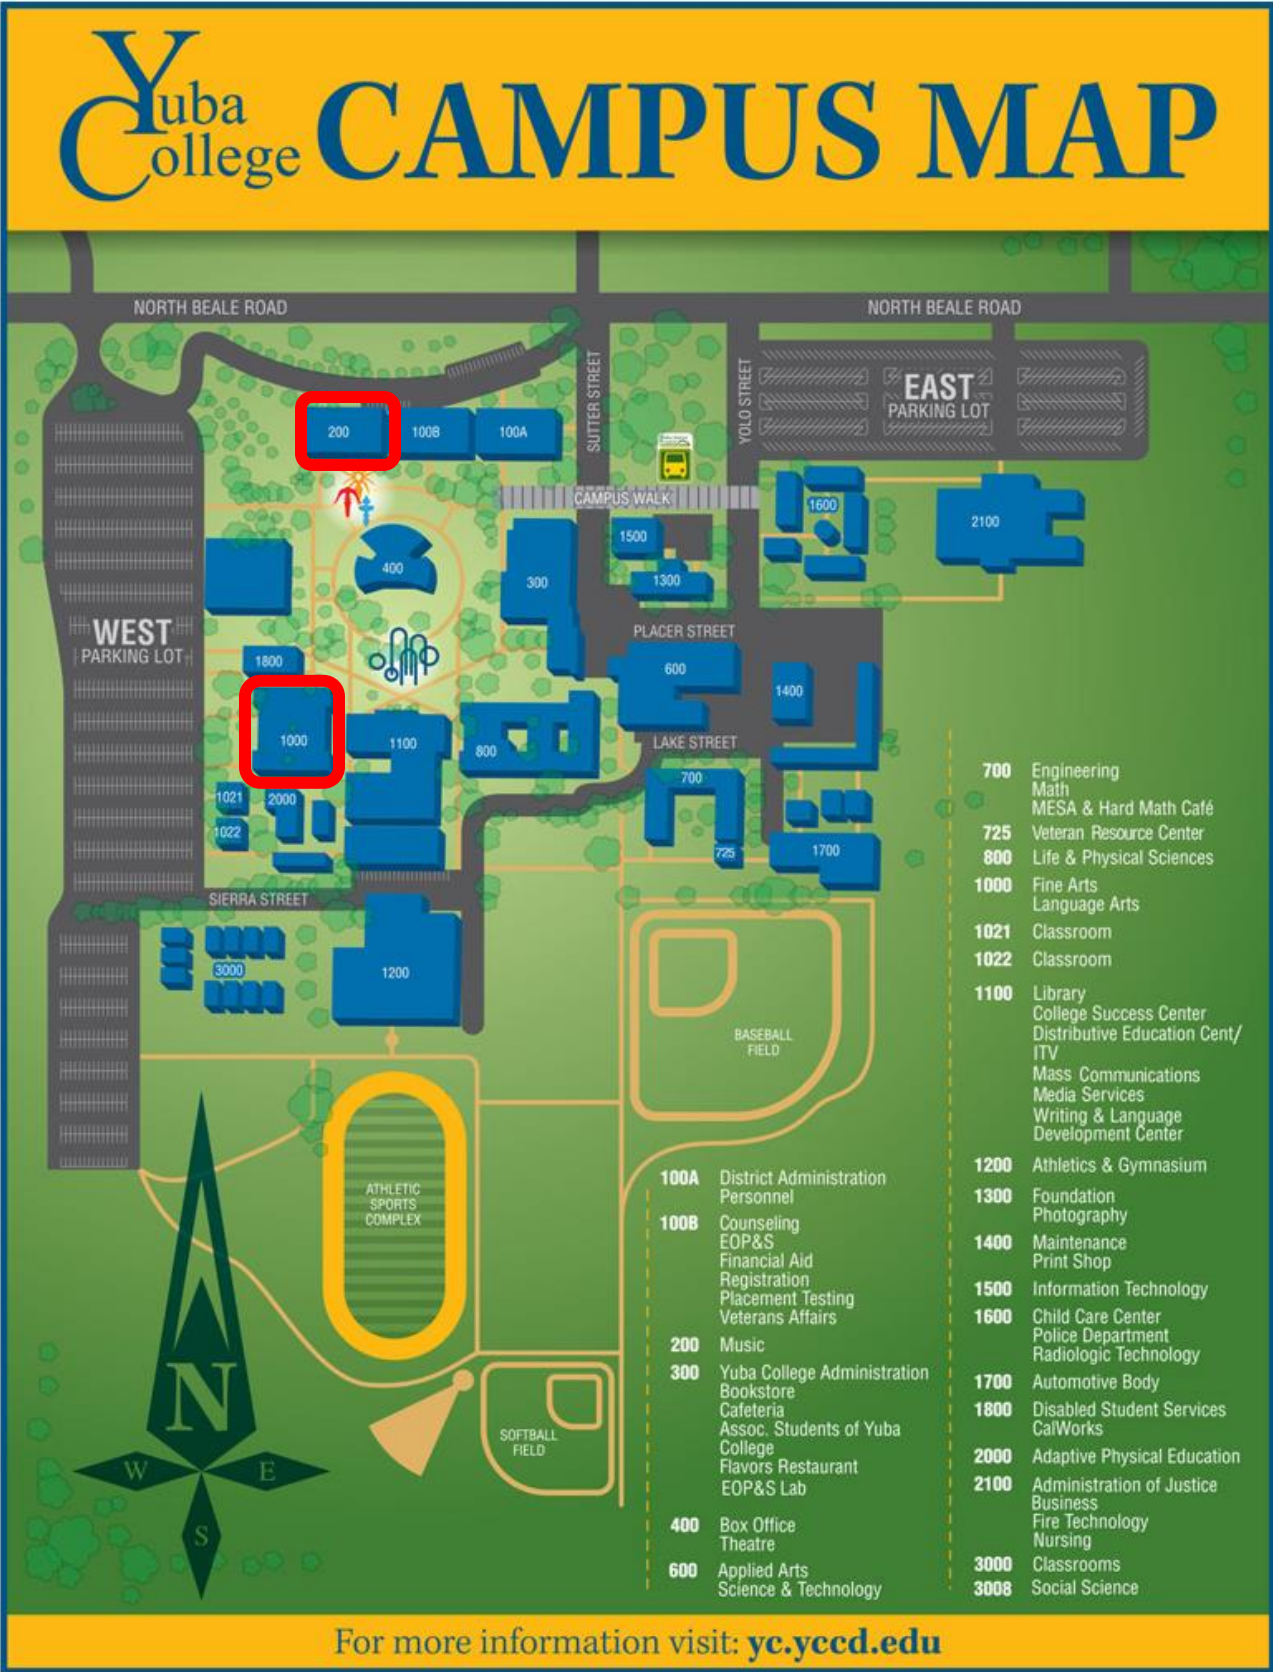 Yuba
College
CAMPUS MAP
NORTH BEALE ROAD
NORTH BEALE ROAD
SUTTER STREET
YOLO STREET
EAST
PARKING LOT
200
100B
100A
CAMPUS WALK
1600
2100
1500
400
300
1300
WEST
PARKING LOT
PLACER STREET
1800
600
1400
1000
1100
800
LAKE STREET
700
1021
2000
1022
725
1700
SIERRA STREET
3000
1200
BASEBALL
FIELD
ATHLETIC
SPORTS
COMPLEX
SOFTBALL
FIELD
N
W
E
S
100A District Administration
Personnel
100B Counseling
EOP&S
Financial Aid
Registration
Placement Testing
Veterans Affairs
200 Music
300 Yuba College Administration
Bookstore
Cafeteria
Assoc. Students of Yuba
College
Flavors Restaurant
EOP&S Lab
400 Box Office
Theatre
600 Applied Arts
Science & Technology
700 Engineering
Math
MESA & Hard Math Café
725 Veteran Resource Center
800 Life & Physical Sciences
1000 Fine Arts
Language Arts
1021 Classroom
1022 Classroom
1100 Library
College Success Center
Distributive Education Cent/
ITV
Mass Communications
Media Services
Writing & Language
Development Center
1200 Athletics & Gymnasium
1300 Foundation
Photography
1400 Maintenance
Print Shop
1500 Information Technology
1600 Child Care Center
Police Department
Radiologic Technology
1700 Automotive Body
1800 Disabled Student Services
CalWorks
2000 Adaptive Physical Education
2100 Administration of Justice
Business
Fire Technology
Nursing
3000 Classrooms
3008 Social Science
For more information visit: yc.yccd.edu